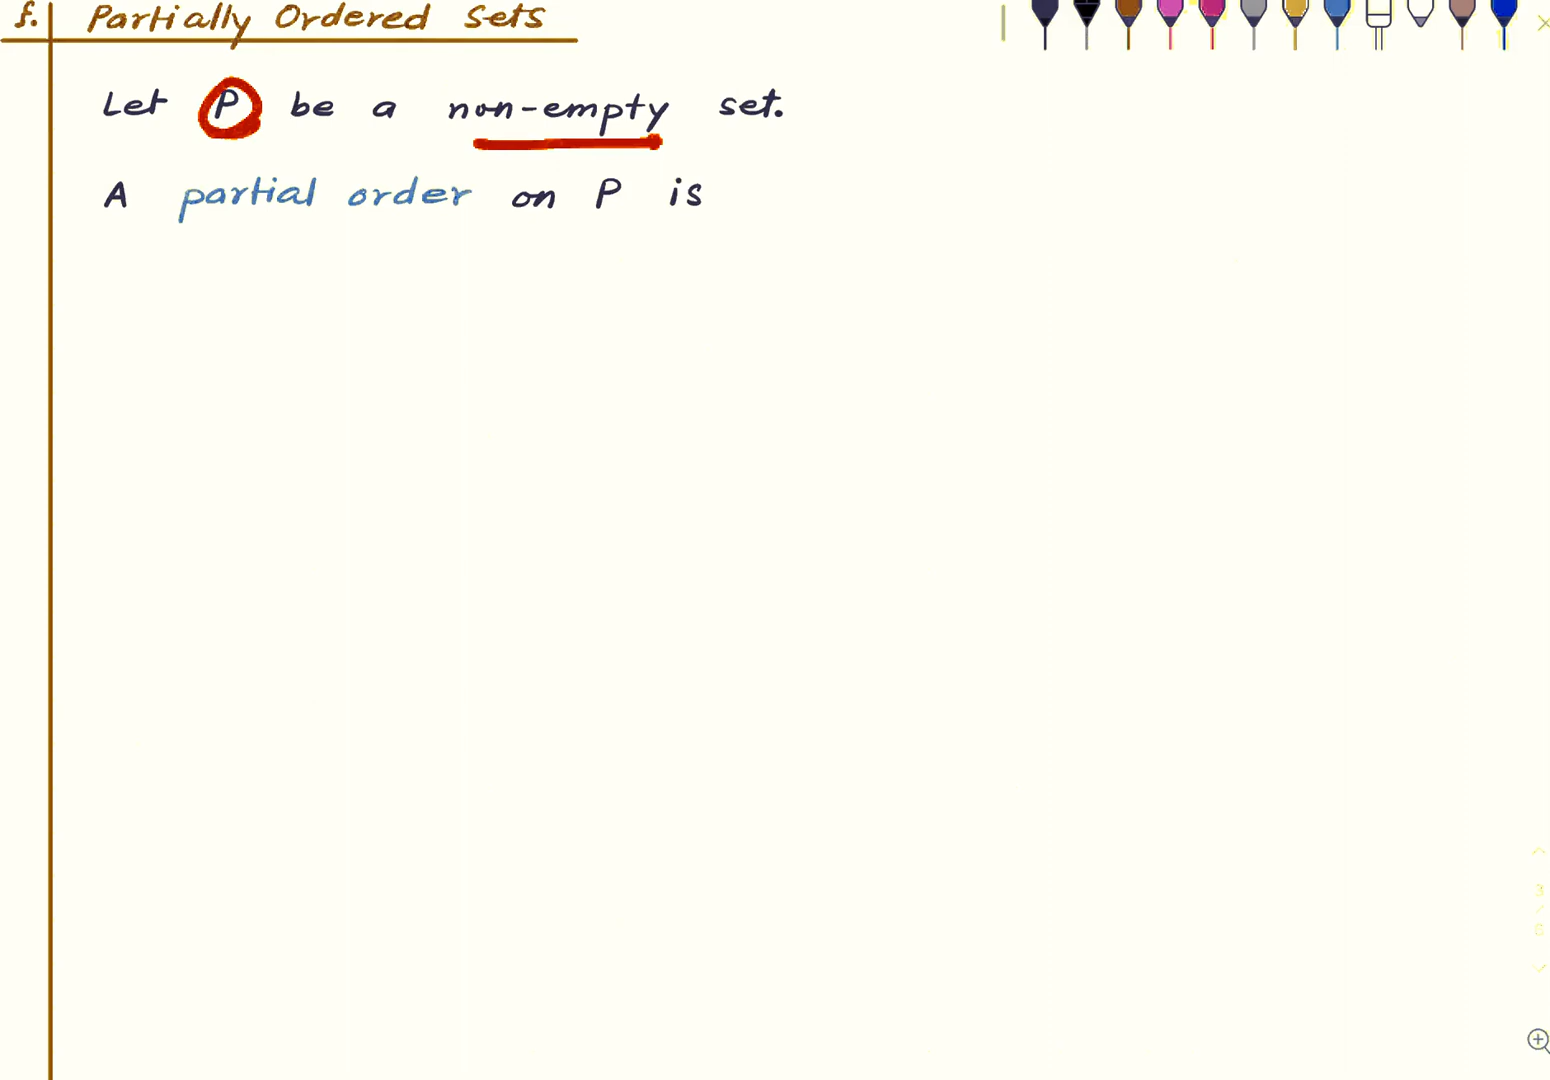 f. Partially Ordered Sets
Let P be a non-empty set.
A partial order on P is